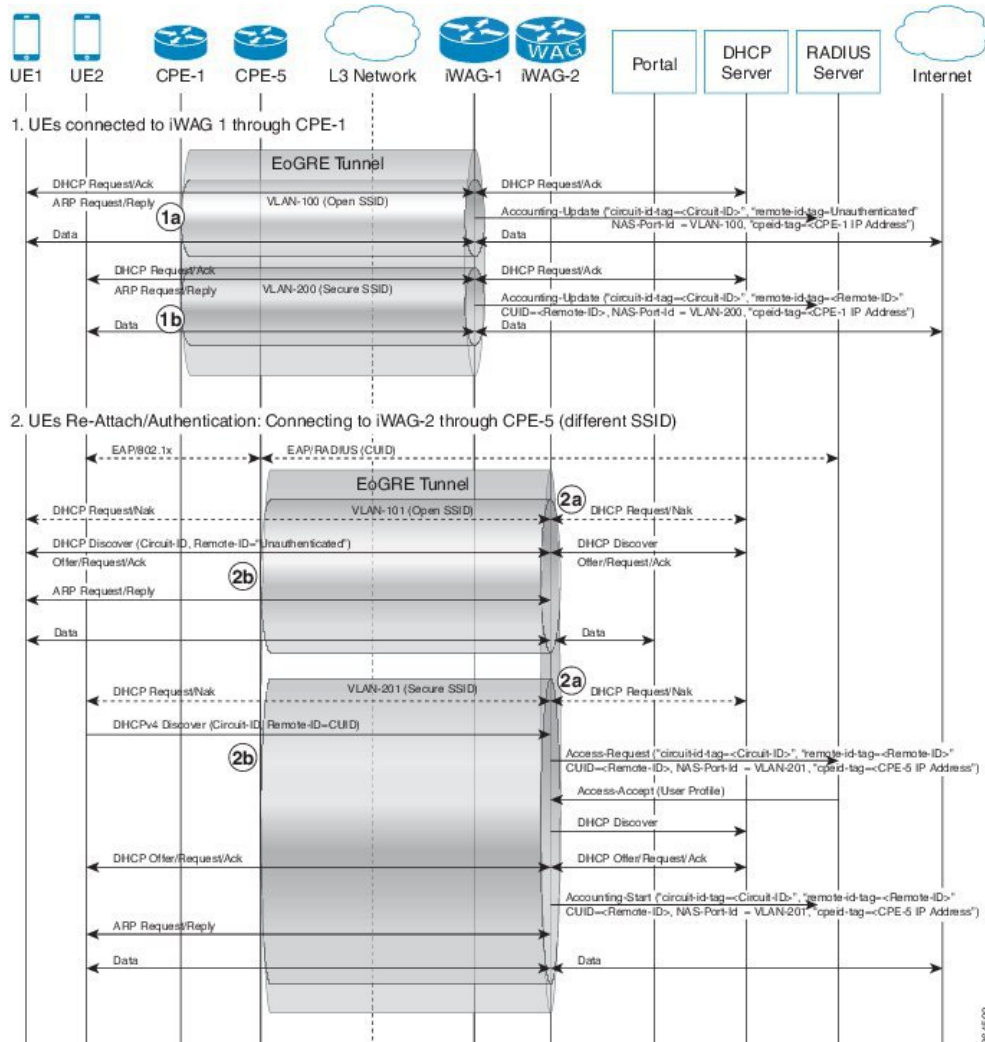 UE1 UE2 CPE-1 CPE-5 L3 Network iWAG-1 iWAG-2 WAG Portal DHCP Server RADIUS Server Internet
1. UEs connected to iWAG 1 through CPE-1
EoGRE Tunnel
DHCP Request/Ack
DHCP Request/Ack
ARP Request/Reply
VLAN-100 (Open SSID)
1a
Accounting-Update ("circuit-id-tag=<Circuit-ID>", "remote-id-tag=Unauthenticated"
NAS-Port-Id = VLAN-100, "cpeid-tag=<CPE-1 IP Address")
Data
Data
DHCP Request/Ack
DHCP Request/Ack
ARP Request/Reply
VLAN-200 (Secure SSID)
1b
Accounting-Update ("circuit-id-tag=<Circuit-ID>", "remote-id-tag=<Remote-ID>"
CUID=<Remote-ID>, NAS-Port-Id = VLAN-200, "cpeid-tag=<CPE-1 IP Address")
Data
Data
2. UEs Re-Attach/Authentication: Connecting to iWAG-2 through CPE-5 (different SSID)
EAP/802.1x
EAP/RADIUS (CUID)
EoGRE Tunnel
2a
DHCP Request/Nak
VLAN-101 (Open SSID)
DHCP Request/Nak
DHCP Discover (Circuit-ID, Remote-ID="Unauthenticated")
DHCP Discover
Offer/Request/Ack
Offer/Request/Ack
2b
ARP Request/Reply
Data
Data
2a
DHCP Request/Nak
VLAN-201 (Secure SSID)
DHCP Request/Nak
DHCPv4 Discover (Circuit-ID, Remote-ID=CUID)
2b
Access-Request ("circuit-id-tag=<Circuit-ID>", "remote-id-tag=<Remote-ID>"
CUID=<Remote-ID>, NAS-Port-Id = VLAN-201, "cpeid-tag=<CPE-5 IP Address")
Access-Accept (User Profile)
DHCP Discover
DHCP Offer/Request/Ack
DHCP Offer/Request/Ack
Accounting-Start ("circuit-id-tag=<Circuit-ID>", "remote-id-tag=<Remote-ID>"
CUID=<Remote-ID>, NAS-Port-Id = VLAN-201, "cpeid-tag=<CPE-5 IP Address")
ARP Request/Reply
Data
Data